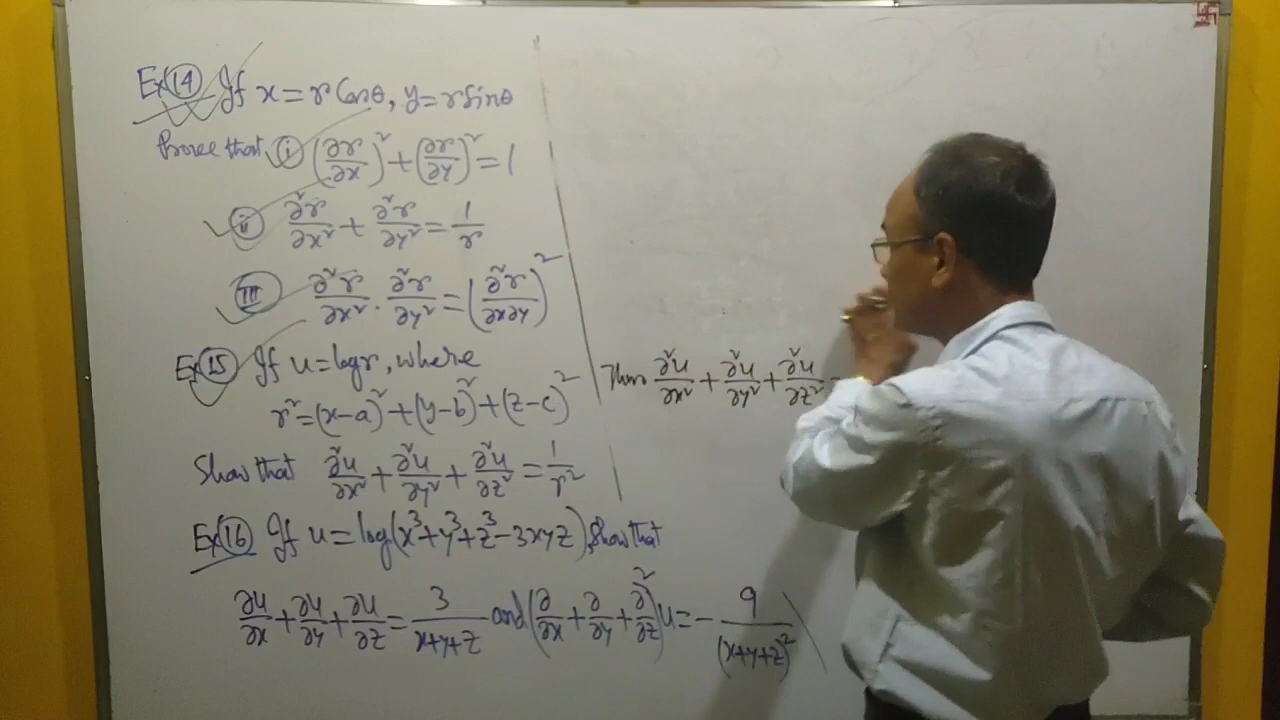 Ex(14) If x = r Cosθ, y = r Sinθ
Prove that (i) (∂r/∂x)² + (∂r/∂y)² = 1
(ii) ∂²r/∂x² + ∂²r/∂y² = 1/r
(iii) ∂²r/∂x² · ∂²r/∂y² = (∂²r/∂x∂y)²
Ex(15) If u = log r, where
r² = (x-a)² + (y-b)² + (z-c)²
Show that ∂²u/∂x² + ∂²u/∂y² + ∂²u/∂z² = 1/r²
Ex(16) If u = log(x³+y³+z³-3xyz), Show that
∂u/∂x + ∂u/∂y + ∂u/∂z = 3/(x+y+z) and (∂/∂x + ∂/∂y + ∂/∂z)² u = - 9/(x+y+z)²
∂²u/∂x² + ∂²u/∂y² + ∂²u/∂z²